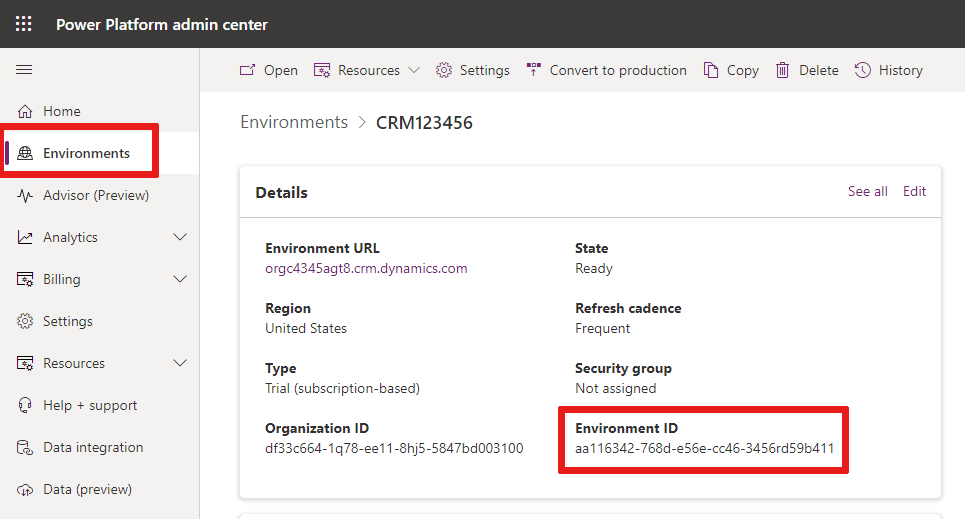 Power Platform admin center
Open Resources Settings Convert to production Copy Delete History
Home
Environments
Advisor (Preview)
Analytics
Billing
Settings
Resources
Help + support
Data integration
Data (preview)
Environments > CRM123456
Details See all Edit
Environment URL
orgc4345agt8.crm.dynamics.com
State
Ready
Region
United States
Refresh cadence
Frequent
Type
Trial (subscription-based)
Security group
Not assigned
Organization ID
df33c664-1q78-ee11-8hj5-5847bd003100
Environment ID
aa116342-768d-e56e-cc46-3456rd59b411